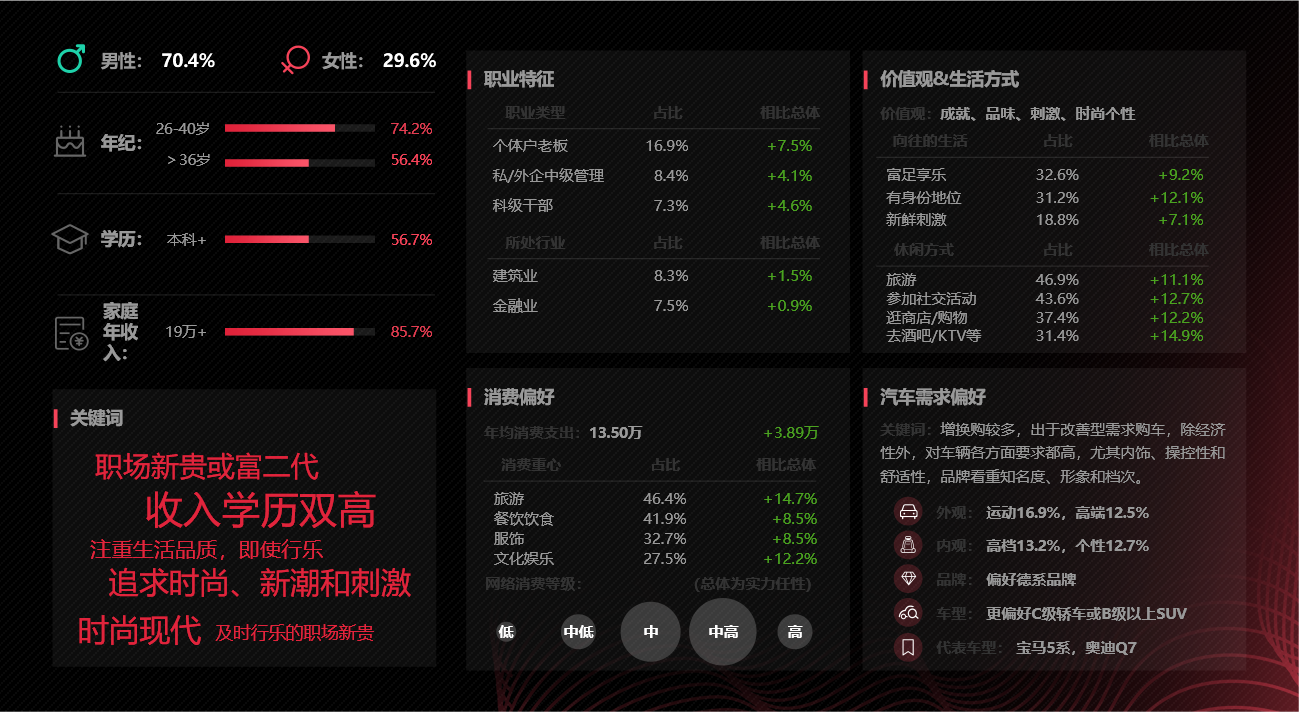 男性： 70.4% 女性： 29.6%
年纪：
26-40岁 74.2%
> 36岁 56.4%
学历： 本科+ 56.7%
家庭
年收
入：
19万+ 85.7%
关键词
职场新贵或富二代
收入学历双高
注重生活品质，即使行乐
追求时尚、新潮和刺激
时尚现代 及时行乐的职场新贵
职业特征
职业类型 占比 相比总体
个体户老板 16.9% +7.5%
私/外企中级管理 8.4% +4.1%
科级干部 7.3% +4.6%
所处行业 占比 相比总体
建筑业 8.3% +1.5%
金融业 7.5% +0.9%
价值观&生活方式
价值观：成就、品味、刺激、时尚个性
向往的生活 占比 相比总体
富足享乐 32.6% +9.2%
有身份地位 31.2% +12.1%
新鲜刺激 18.8% +7.1%
休闲方式 占比 相比总体
旅游 46.9% +11.1%
参加社交活动 43.6% +12.7%
逛商店/购物 37.4% +12.2%
去酒吧/KTV等 31.4% +14.9%
消费偏好
年均消费支出：13.50万 +3.89万
消费重心 占比 相比总体
旅游 46.4% +14.7%
餐饮饮食 41.9% +8.5%
服饰 32.7% +8.5%
文化娱乐 27.5% +12.2%
网络消费等级： (总体为实力任性)
低 中低 中 中高 高
汽车需求偏好
关键词：增换购较多，出于改善型需求购车，除经济
性外，对车辆各方面要求都高，尤其内饰、操控性和
舒适性，品牌看重知名度、形象和档次。
外观： 运动16.9%，高端12.5%
内观： 高档13.2%，个性12.7%
品牌： 偏好德系品牌
车型： 更偏好C级轿车或B级以上SUV
代表车型： 宝马5系，奥迪Q7